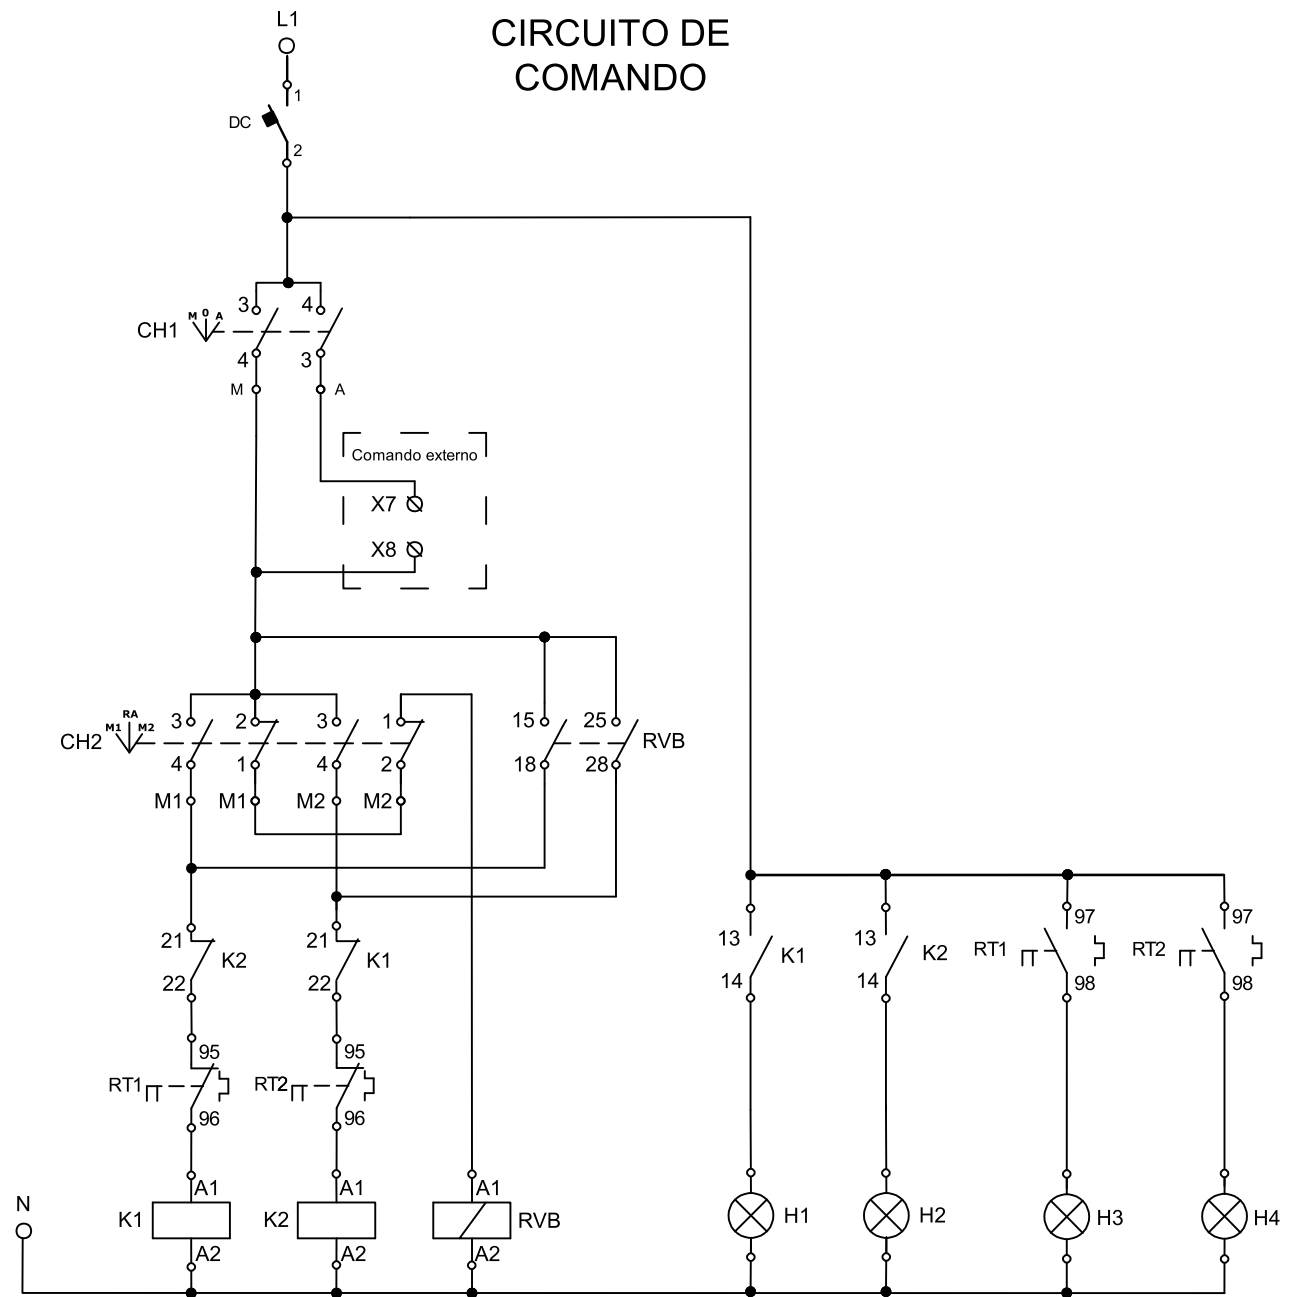 L1
CIRCUITO DE
COMANDO
1
DC
2
3 4
M 0 A
CH1
4 3
M A
Comando externo
X7
X8
3 2 3 1 15 25
RA
M1 M2
CH2
RVB
4 1 4 2 18 28
M1 M1 M2 M2
97 97
21 21 13 13
K2 K1 K1 K2 RT1 RT2
22 22 14 14 98 98
95 95
RT1 RT2
96 96
A1 A1 A1
N
K1 K2 RVB H1 H2 H3 H4
A2 A2 A2